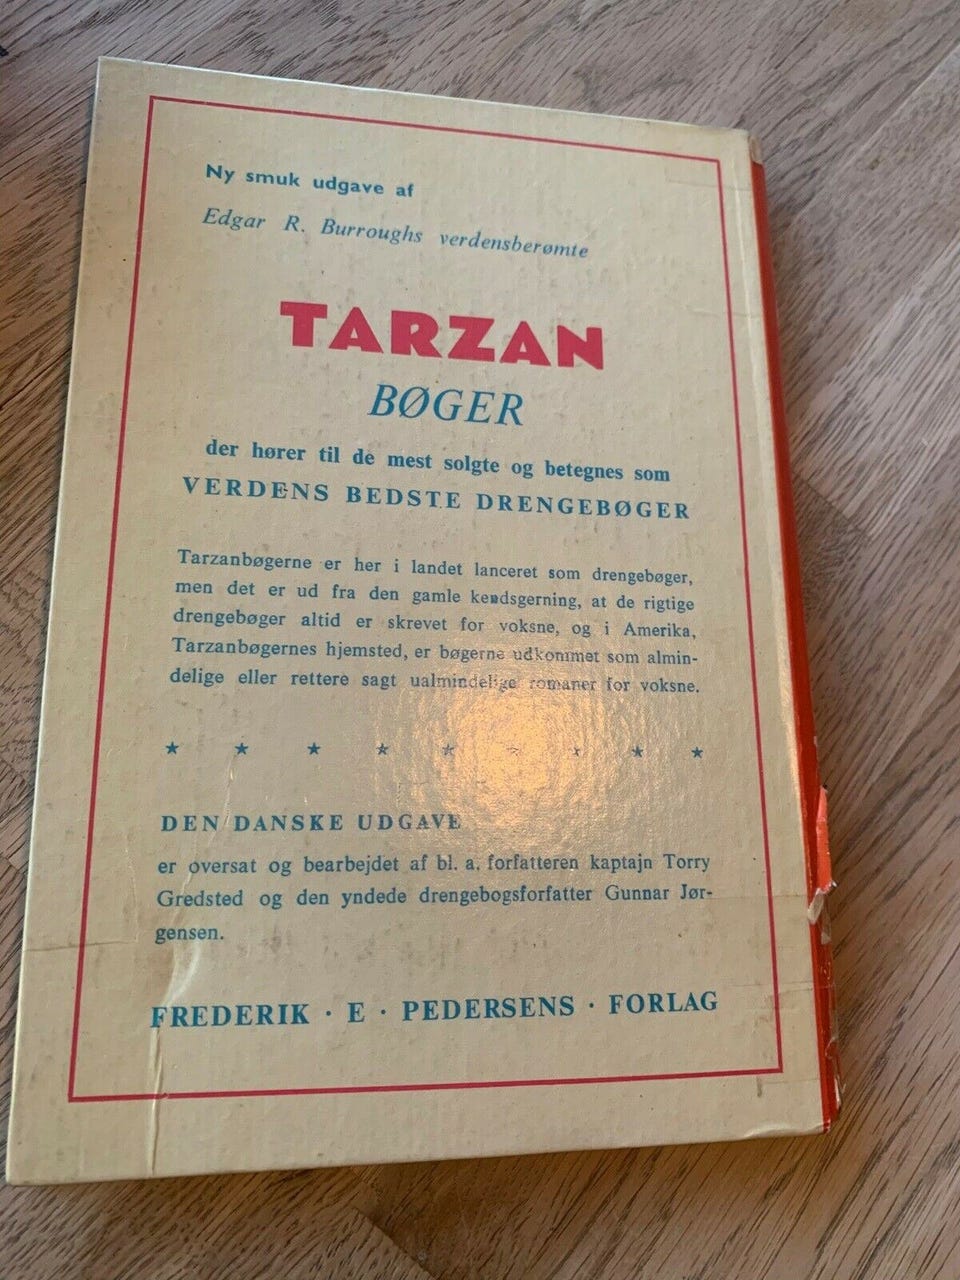 Ny smuk udgave af
Edgar R. Burroughs verdensberømte
TARZAN
BØGER
der hører til de mest solgte og betegnes som
VERDENS BEDSTE DRENGEBØGER
Tarzanbøgerne er her i landet lanceret som drengebøger,
men det er ud fra den gamle kendsgerning, at de rigtige
drengebøger altid er skrevet for voksne, og i Amerika,
Tarzanbøgernes hjemsted, er bøgerne udkommet som almin-
delige eller rettere sagt ualmindelige romaner for voksne.
★ ★ ★ ★ ★ ★ ★ ★ ★
DEN DANSKE UDGAVE
er oversat og bearbejdet af bl. a. forfatteren kaptajn Torry
Gredsted og den yndede drengebogsforfatter Gunnar Jør-
gensen.
FREDERIK · E · PEDERSENS · FORLAG